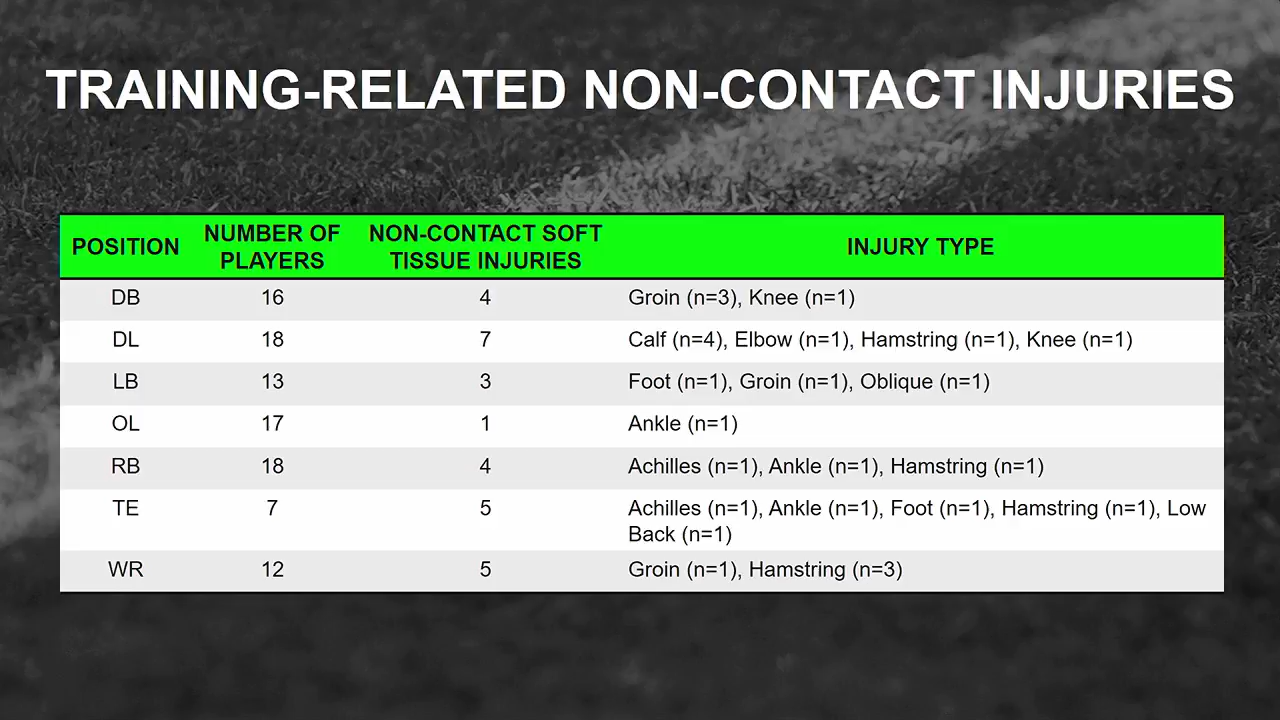 TRAINING-RELATED NON-CONTACT INJURIES
POSITION NUMBER OF PLAYERS NON-CONTACT SOFT TISSUE INJURIES INJURY TYPE
DB 16 4 Groin (n=3), Knee (n=1)
DL 18 7 Calf (n=4), Elbow (n=1), Hamstring (n=1), Knee (n=1)
LB 13 3 Foot (n=1), Groin (n=1), Oblique (n=1)
OL 17 1 Ankle (n=1)
RB 18 4 Achilles (n=1), Ankle (n=1), Hamstring (n=1)
TE 7 5 Achilles (n=1), Ankle (n=1), Foot (n=1), Hamstring (n=1), Low
Back (n=1)
WR 12 5 Groin (n=1), Hamstring (n=3)